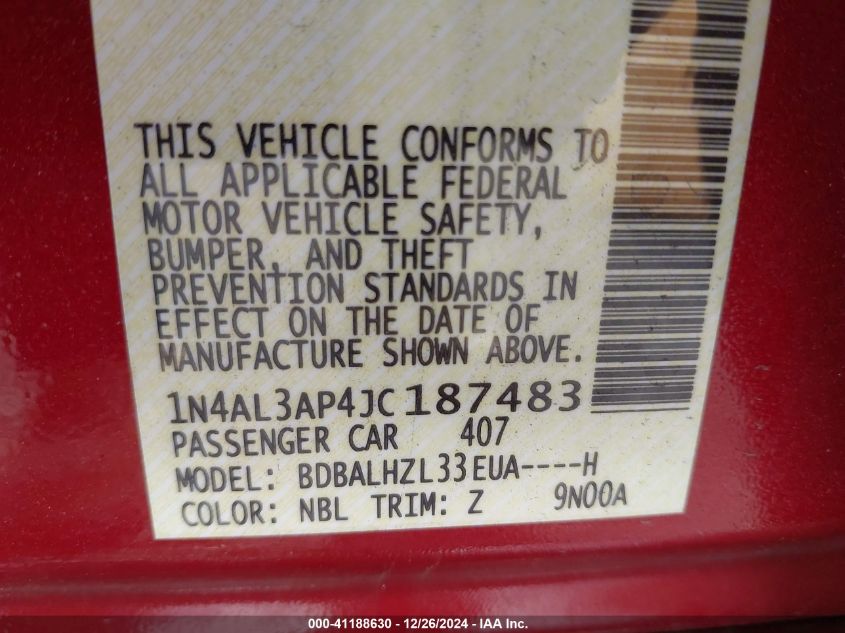 THIS VEHICLE CONFORMS TO
ALL APPLICABLE FEDERAL
MOTOR VEHICLE SAFETY,
BUMPER, AND THEFT
PREVENTION STANDARDS IN
EFFECT ON THE DATE OF
MANUFACTURE SHOWN ABOVE.
1N4AL3AP4JC187483
PASSENGER CAR 407
MODEL: BDBALHZL33EUA----H
COLOR: NBL TRIM: Z 9N00A
000-41188630 - 12/26/2024 - IAA Inc.